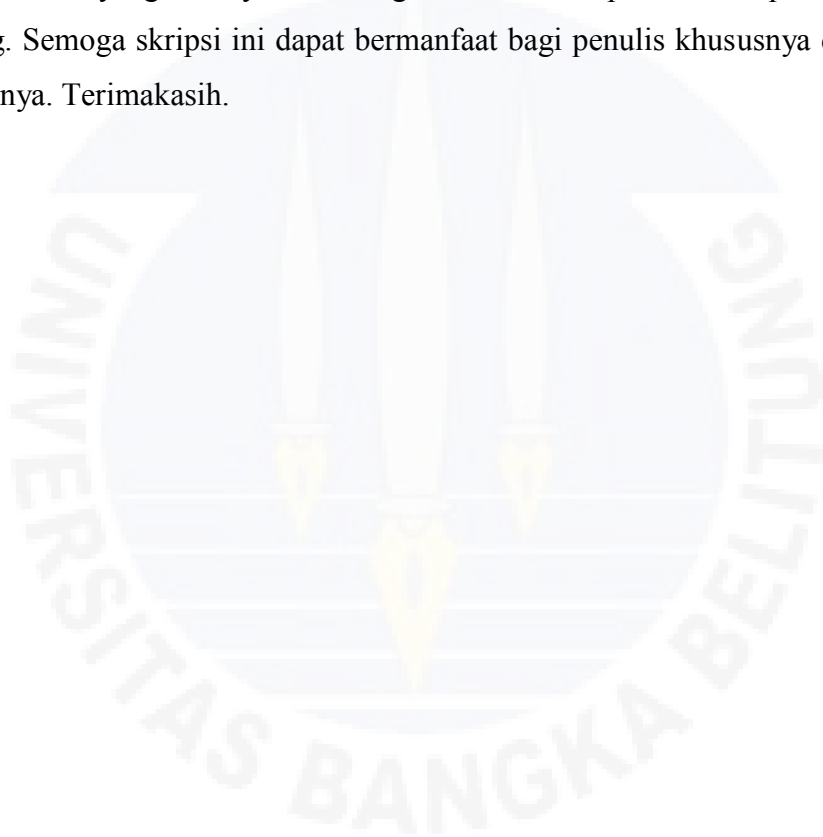 . Semoga skripsi ini dapat bermanfaat bagi penulis khususnya
nya. Terimakasih.
UNIVERSITAS BANGKA BELITUNG